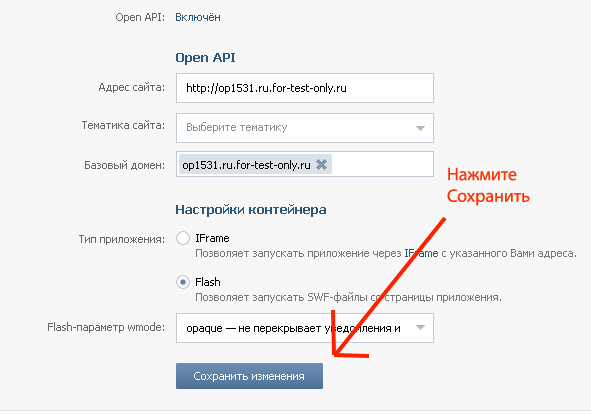 Open API: Включён
Open API
Адрес сайта: http://op1531.ru.for-test-only.ru
Тематика сайта: Выберите тематику
Базовый домен: op1531.ru.for-test-only.ru
Нажмите
Сохранить
Настройки контейнера
Тип приложения: IFrame
Позволяет запускать приложение через IFrame с указанного Вами адреса.
Flash
Позволяет запускать SWF-файлы со страницы приложения.
Flash-параметр wmode: opaque — не перекрывает уведомления и
Сохранить изменения